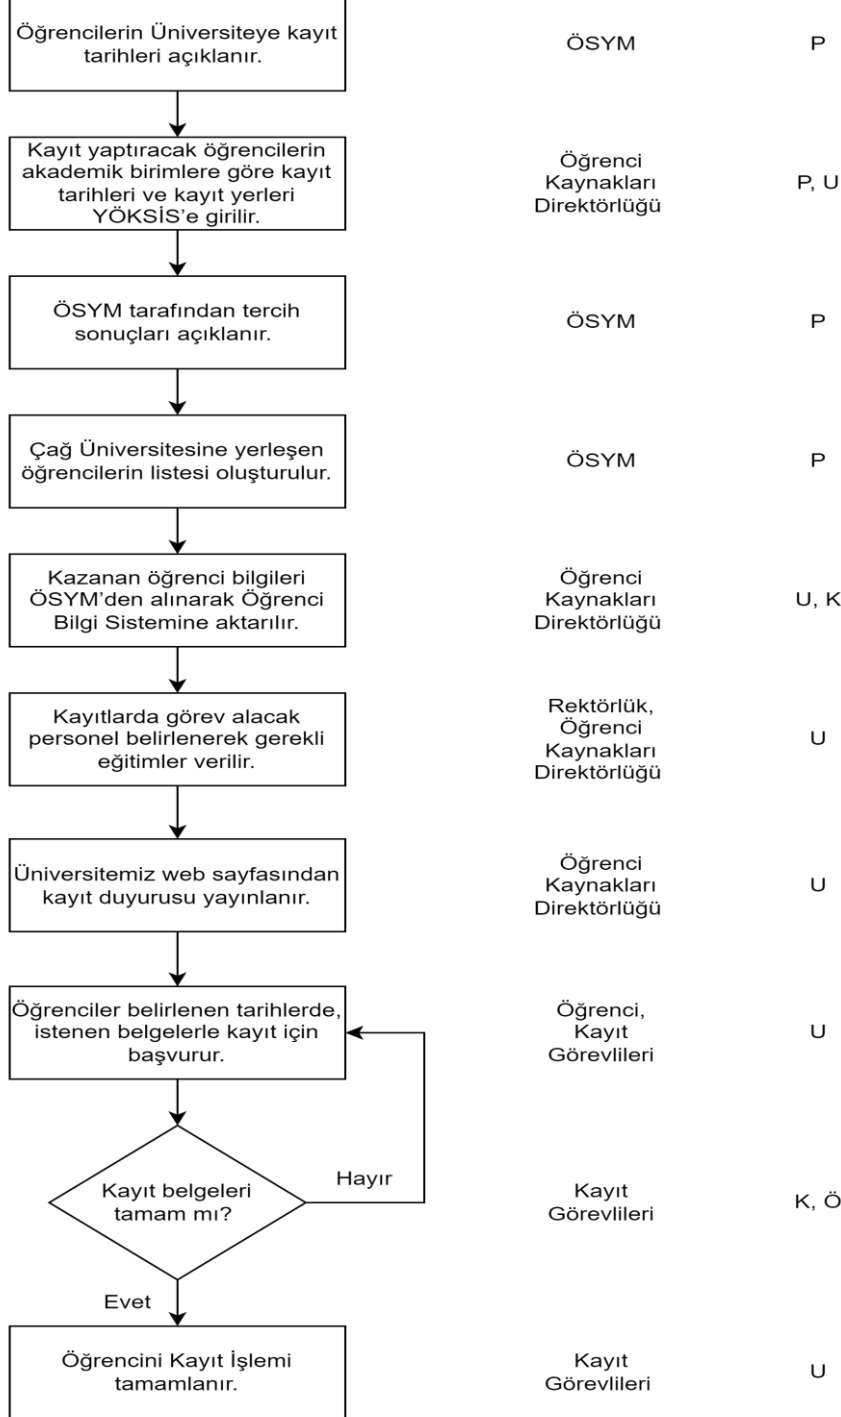 Öğrencilerin Üniversiteye kayıt
tarihleri açıklanır.
ÖSYM
P
Kayıt yaptıracak öğrencilerin
akademik birimlere göre kayıt
tarihleri ve kayıt yerleri
YÖKSİS’e girilir.
Öğrenci
Kaynakları
Direktörlüğü
P, U
ÖSYM tarafından tercih
sonuçları açıklanır.
ÖSYM
P
Çağ Üniversitesine yerleşen
öğrencilerin listesi oluşturulur.
ÖSYM
P
Kazanan öğrenci bilgileri
ÖSYM’den alınarak Öğrenci
Bilgi Sistemine aktarılır.
Öğrenci
Kaynakları
Direktörlüğü
U, K
Kayıtlarda görev alacak
personel belirlenerek gerekli
eğitimler verilir.
Rektörlük,
Öğrenci
Kaynakları
Direktörlüğü
U
Üniversitemiz web sayfasından
kayıt duyurusu yayınlanır.
Öğrenci
Kaynakları
Direktörlüğü
U
Öğrenciler belirlenen tarihlerde,
istenen belgelerle kayıt için
başvurur.
Öğrenci,
Kayıt
Görevlileri
U
Kayıt belgeleri
tamam mı?
Hayır
Kayıt
Görevlileri
K, Ö
Evet
Öğrencini Kayıt İşlemi
tamamlanır.
Kayıt
Görevlileri
U